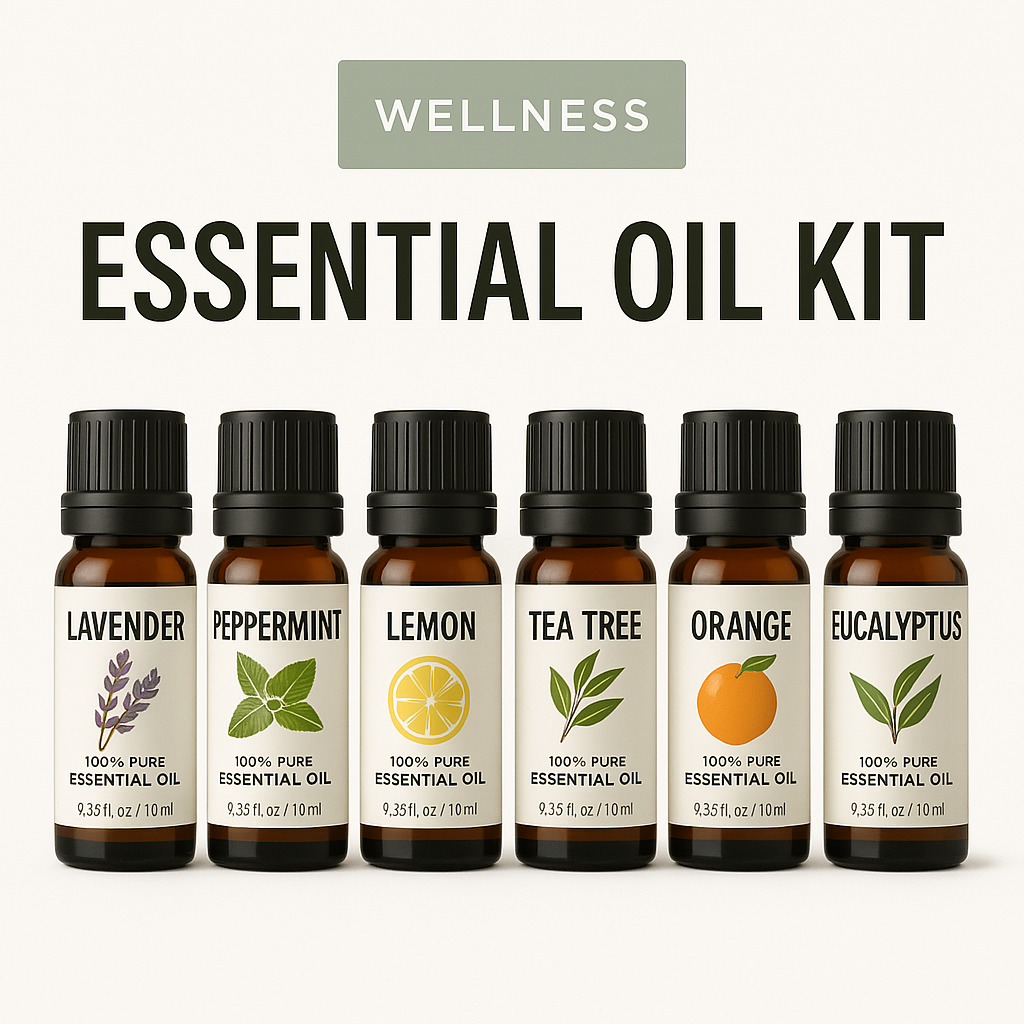 WELLNESS
ESSENTIAL OIL KIT
LAVENDER
100% PURE
ESSENTIAL OIL
9,35 fl, oz / 10 ml
PEPPERMINT
100% PURE
ESSENTIAL OIL
9,35 fl, oz / 10 ml
LEMON
100% PURE
ESSENTIAL OIL
9,35 fl, oz / 10 ml
TEA TREE
100% PURE
ESSENTIAL OIL
9,35 fl, oz / 10 ml
ORANGE
100% PURE
ESSENTIAL OIL
9,35 fl, oz / 10 ml
EUCALYPTUS
100% PURE
ESSENTIAL OIL
9,35 fl, oz / 10 ml